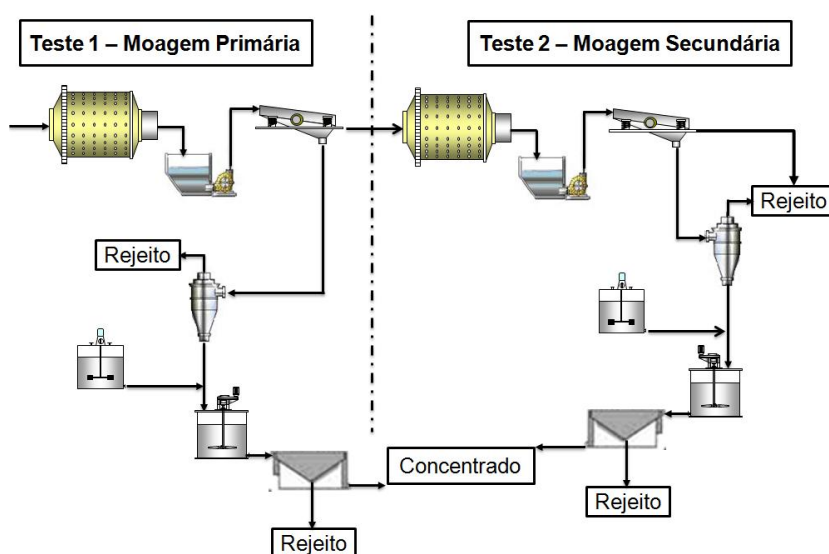 Teste 1 – Moagem Primária
Teste 2 – Moagem Secundária
Rejeito
Rejeito
Concentrado
Rejeito
Rejeito